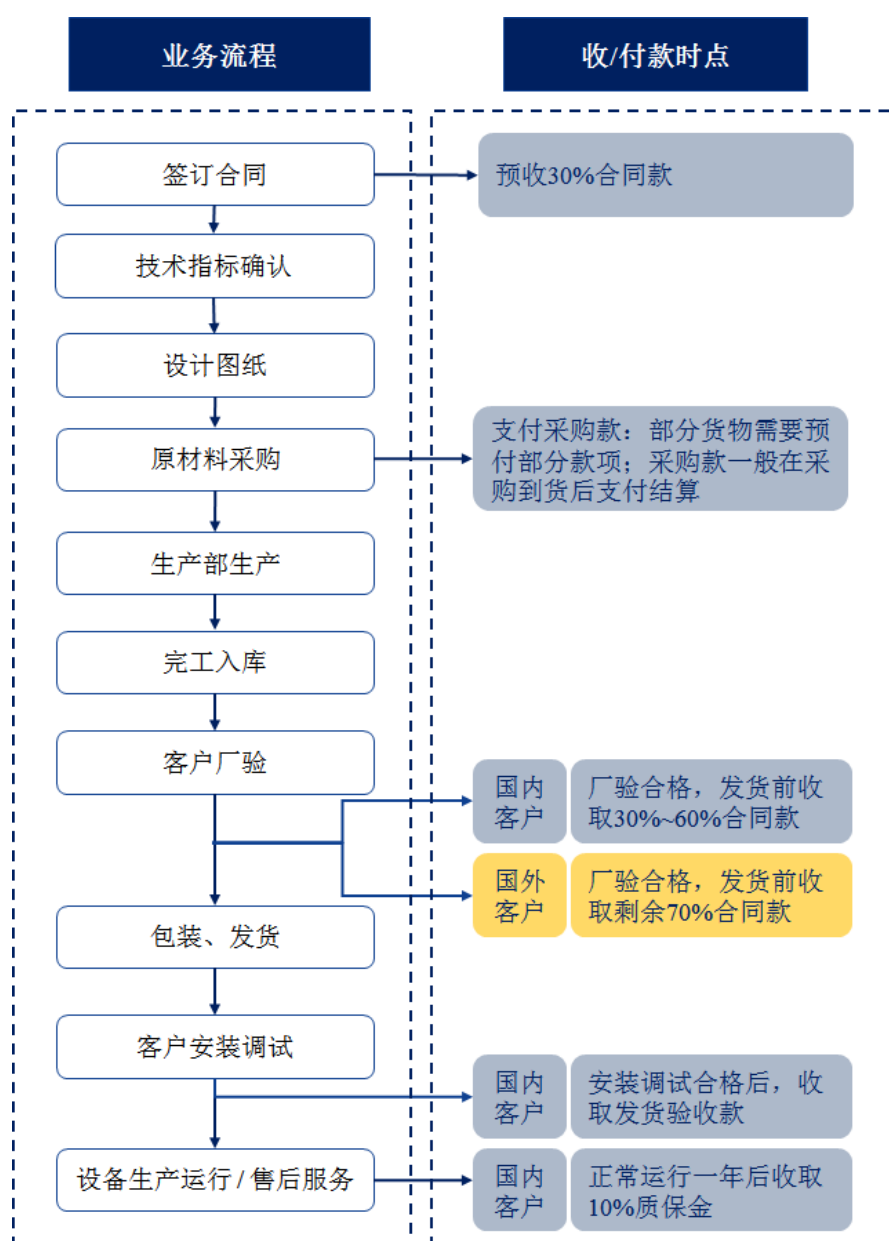 业务流程
收/付款时点
签订合同
预收30%合同款
技术指标确认
设计图纸
原材料采购
支付采购款：部分货物需要预
付部分款项；采购款一般在采
购到货后支付结算
生产部生产
完工入库
客户厂验
国内
客户
厂验合格，发货前收
取30%~60%合同款
国外
客户
厂验合格，发货前收
取剩余70%合同款
包装、发货
客户安装调试
国内
客户
安装调试合格后，收
取发货验收款
设备生产运行 / 售后服务
国内
客户
正常运行一年后收取
10%质保金